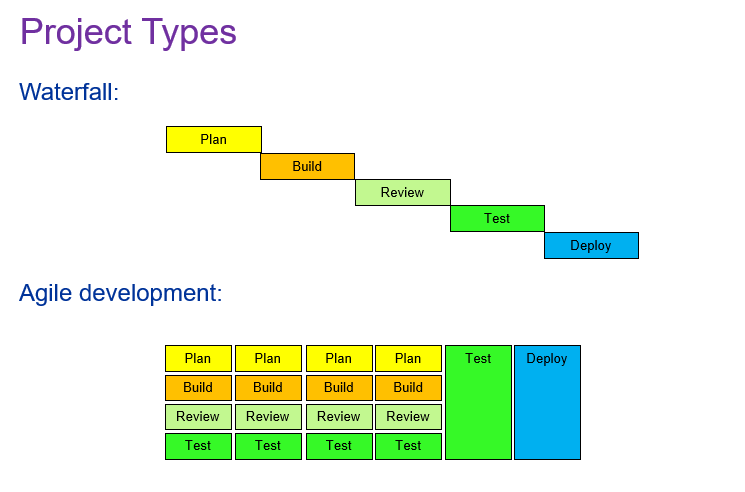 Project Types
Waterfall:
Plan
Build
Review
Test
Deploy
Agile development:
Plan Plan Plan Plan Test Deploy
Build Build Build Build
Review Review Review Review
Test Test Test Test